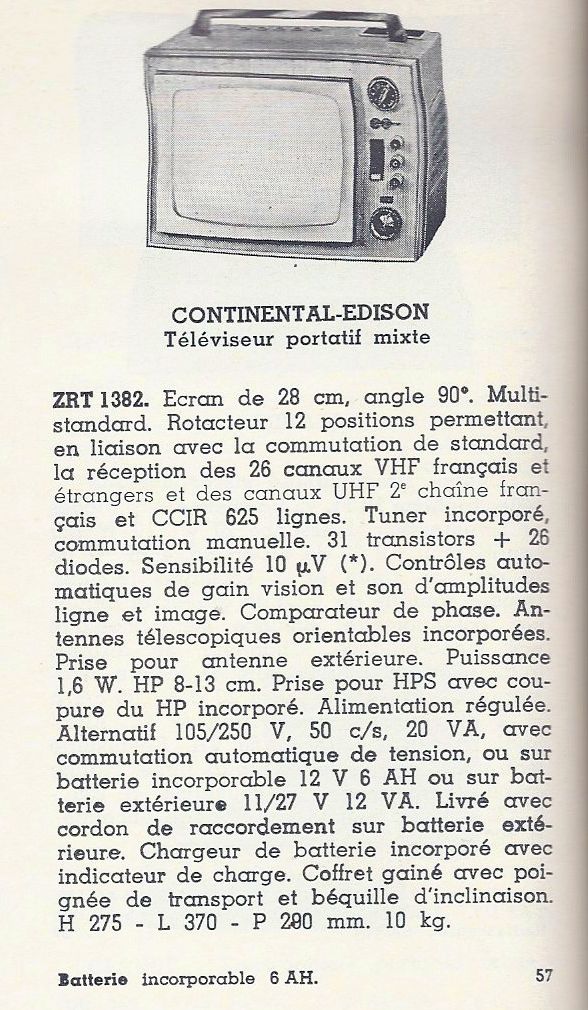 CONTINENTAL-EDISON
Téléviseur portatif mixte
ZRT 1382. Ecran de 28 cm, angle 90°. Multi-
standard. Rotacteur 12 positions permettant,
en liaison avec la commutation de standard,
la réception des 26 canaux VHF français et
étrangers et des canaux UHF 2e chaîne fran-
çais et CCIR 625 lignes. Tuner incorporé,
commutation manuelle. 31 transistors + 26
diodes. Sensibilité 10 µV (*). Contrôles auto-
matiques de gain vision et son d'amplitudes
ligne et image. Comparateur de phase. An-
tennes télescopiques orientables incorporées.
Prise pour antenne extérieure. Puissance
1,6 W. HP 8-13 cm. Prise pour HPS avec cou-
pure du HP incorporé. Alimentation régulée.
Alternatif 105/250 V, 50 c/s, 20 VA, avec
commutation automatique de tension, ou sur
batterie incorporable 12 V 6 AH ou sur bat-
terie extérieure 11/27 V 12 VA. Livré avec
cordon de raccordement sur batterie exté-
rieure. Chargeur de batterie incorporé avec
indicateur de charge. Coffret gainé avec poi-
gnée de transport et béquille d'inclinaison.
H 275 - L 370 - P 290 mm. 10 kg.
Batterie incorporable 6 AH.
57